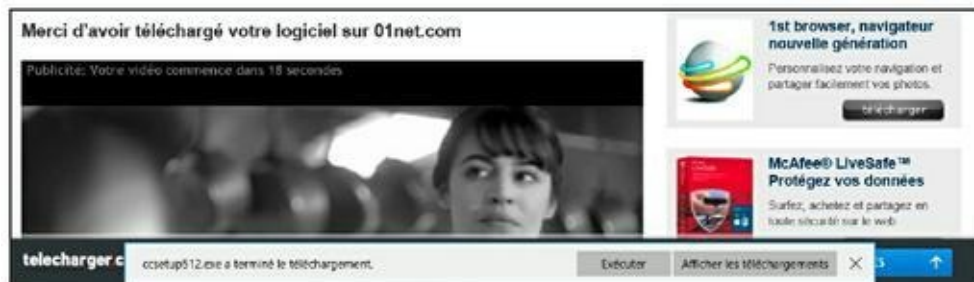 Merci d'avoir téléchargé votre logiciel sur 01net.com
Publicité: Votre vidéo commence dans 18 secondes
1st browser, navigateur
nouvelle génération
Personnalisez votre navigation et
partager facilement vos photos.
télécharger
McAfee® LiveSafe™
Protégez vos données
Surfez, achetez et partagez en
toute sécurité sur le web
telecharger
ccsetup512.exe a terminé le téléchargement.
Exécuter
Afficher les téléchargements